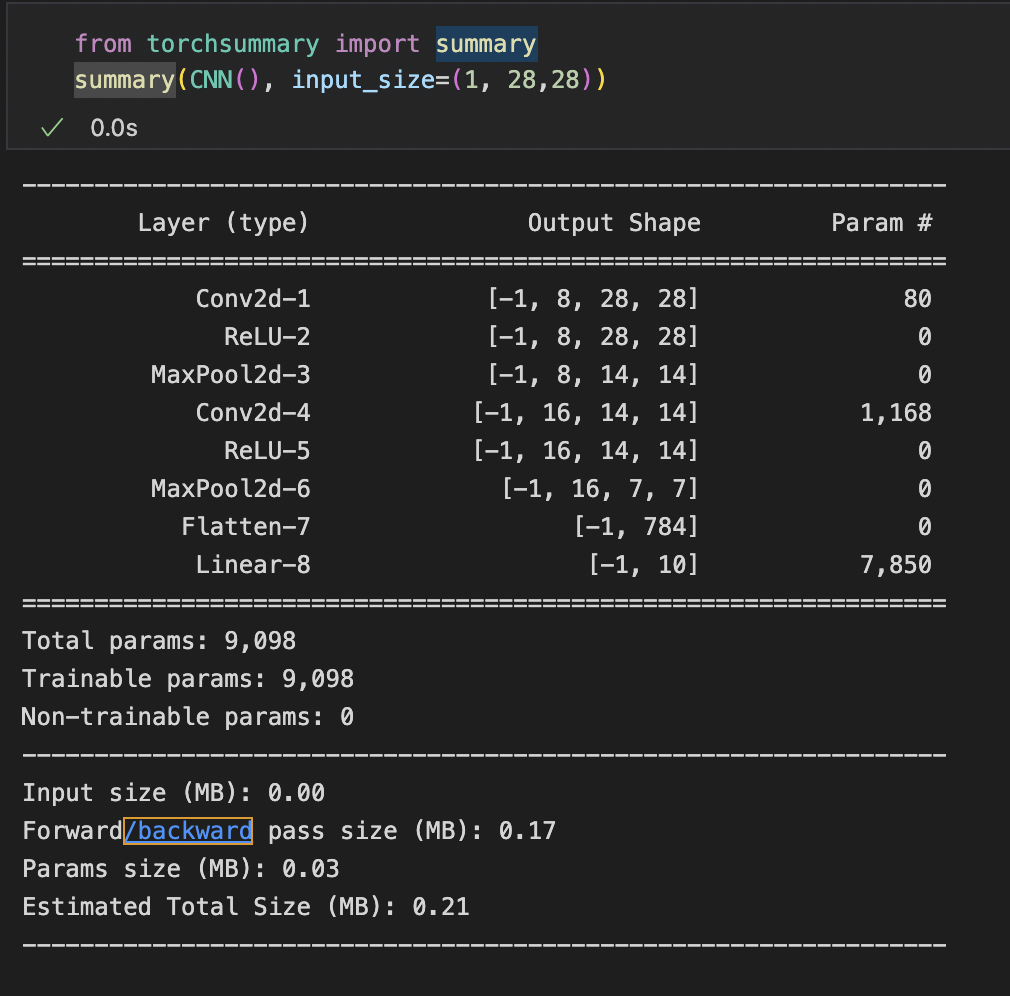 from torchsummary import summary
summary(CNN(), input_size=(1, 28,28))
✓ 0.0s
----------------------------------------------------------------
Layer (type) Output Shape Param #
================================================================
Conv2d-1 [-1, 8, 28, 28] 80
ReLU-2 [-1, 8, 28, 28] 0
MaxPool2d-3 [-1, 8, 14, 14] 0
Conv2d-4 [-1, 16, 14, 14] 1,168
ReLU-5 [-1, 16, 14, 14] 0
MaxPool2d-6 [-1, 16, 7, 7] 0
Flatten-7 [-1, 784] 0
Linear-8 [-1, 10] 7,850
================================================================
Total params: 9,098
Trainable params: 9,098
Non-trainable params: 0
----------------------------------------------------------------
Input size (MB): 0.00
Forward/backward pass size (MB): 0.17
Params size (MB): 0.03
Estimated Total Size (MB): 0.21
----------------------------------------------------------------